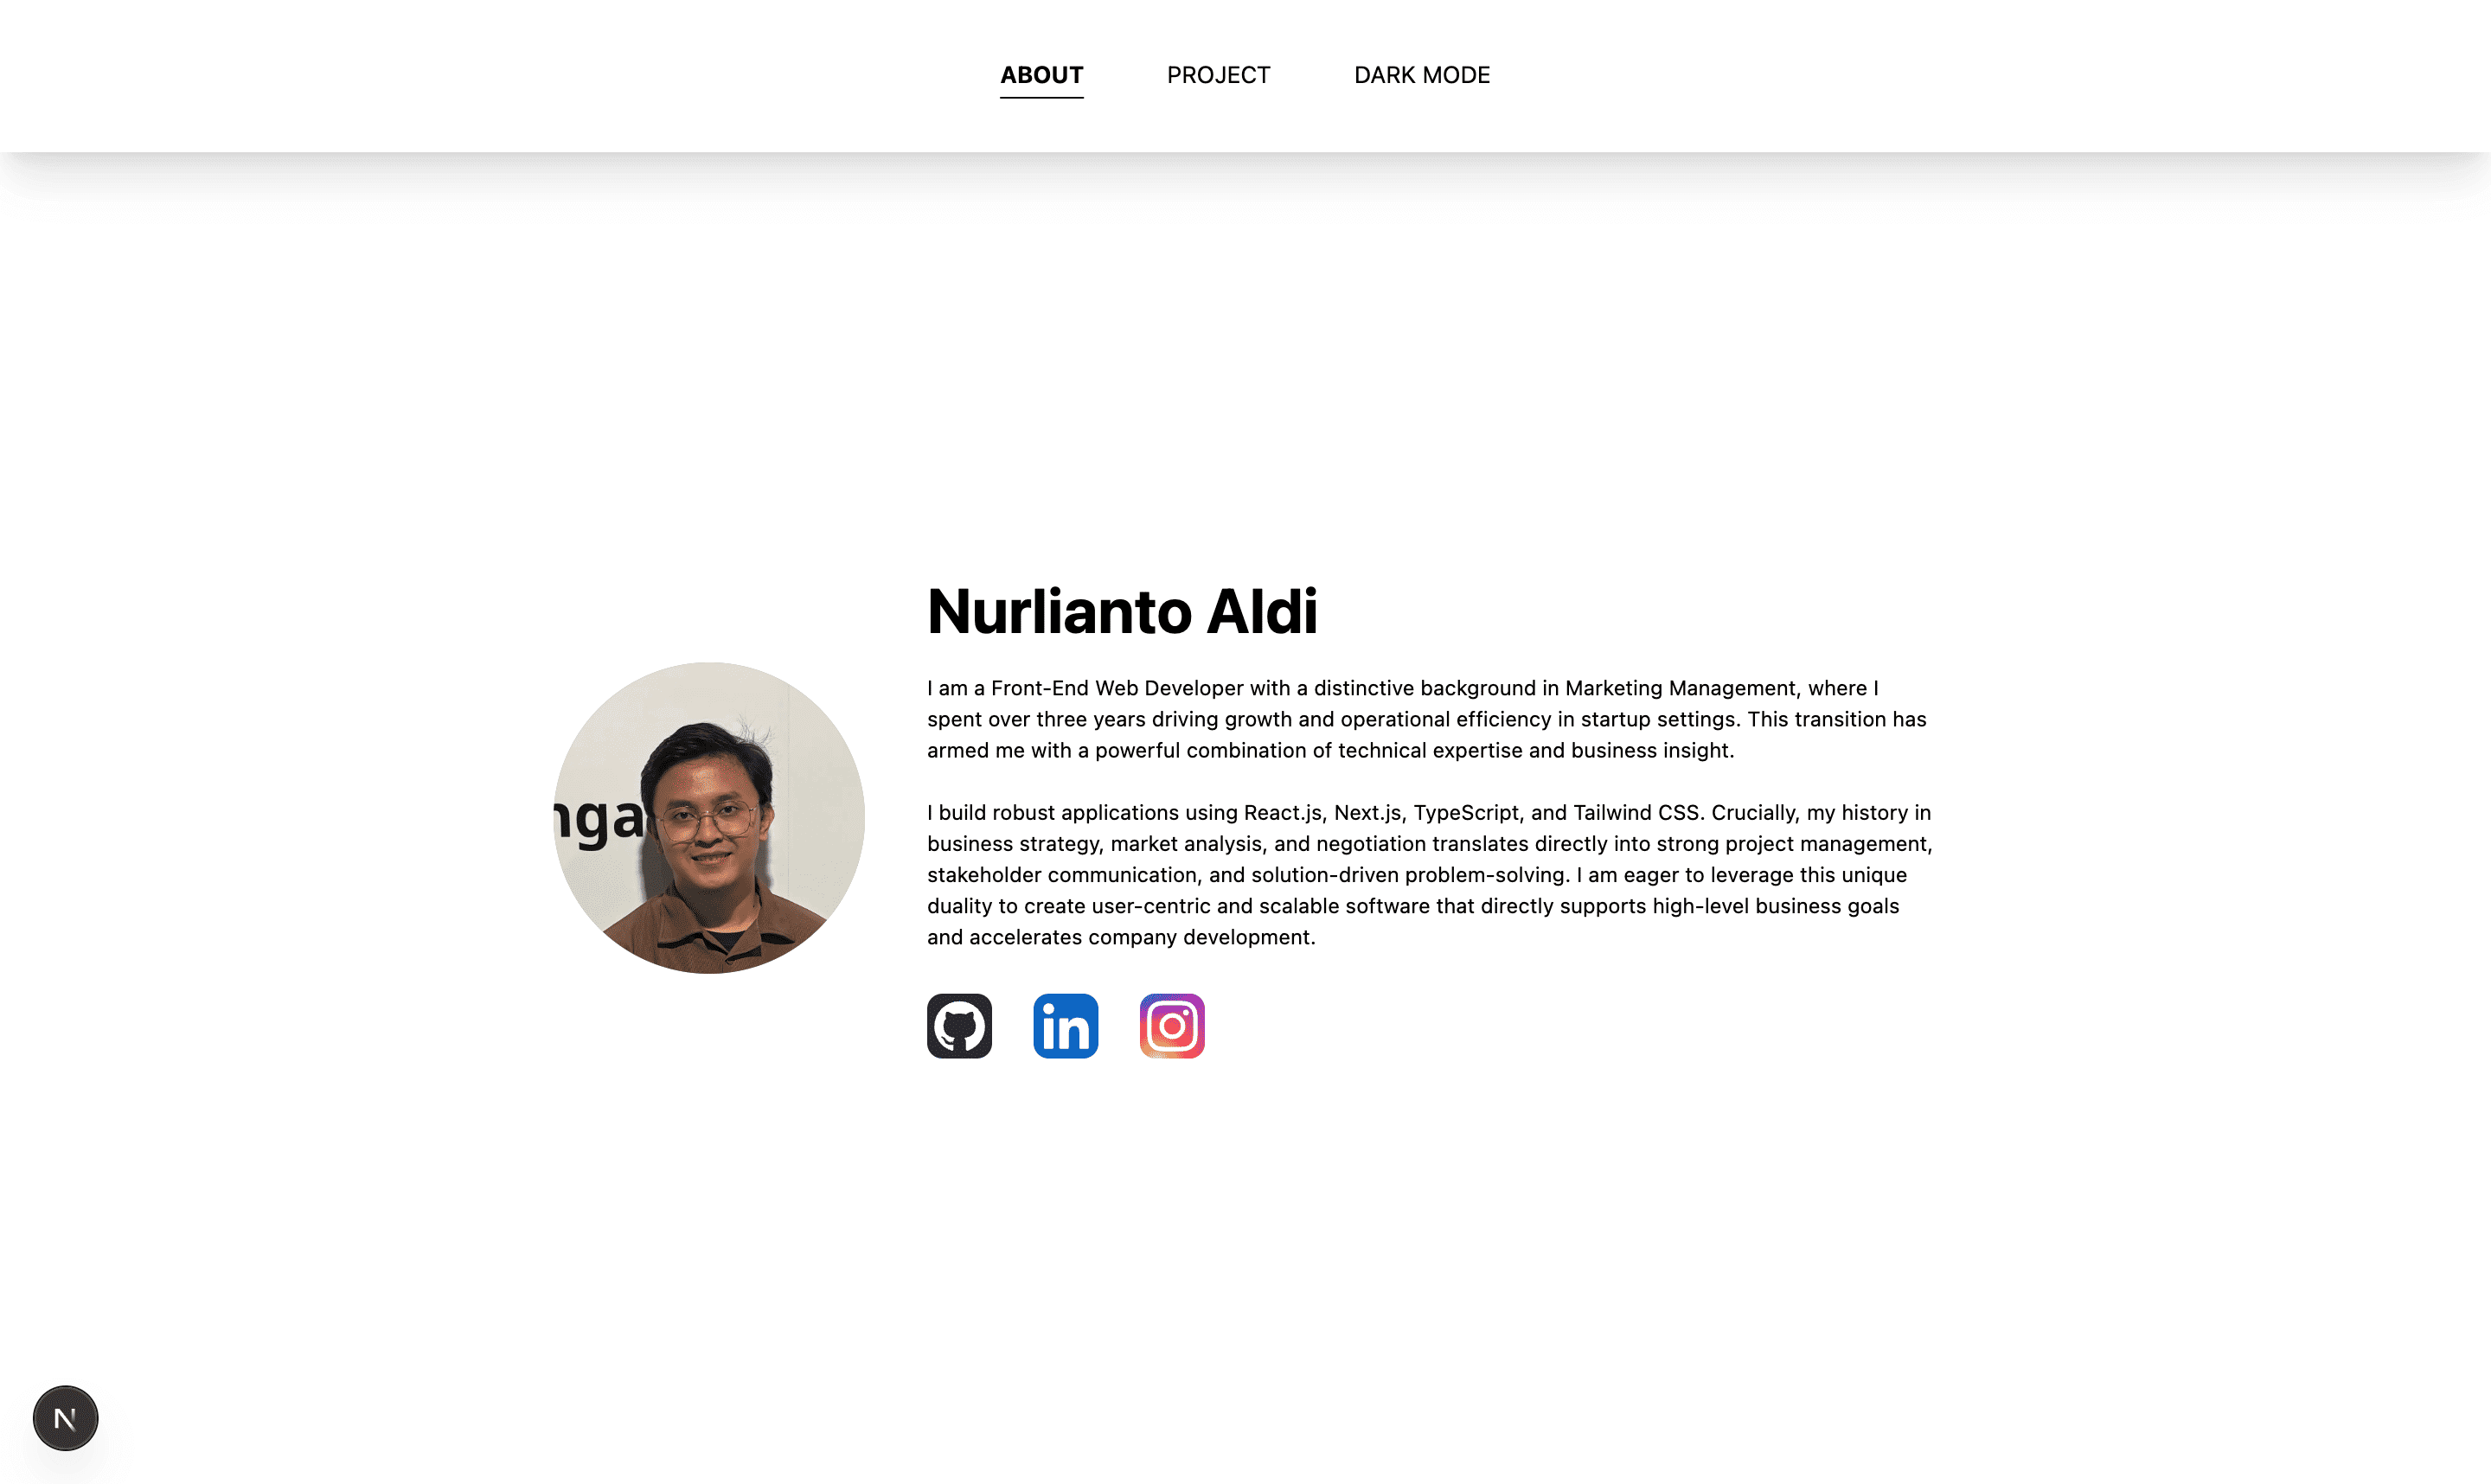 ABOUT PROJECT DARK MODE
Nurlianto Aldi
I am a Front-End Web Developer with a distinctive background in Marketing Management, where I
spent over three years driving growth and operational efficiency in startup settings. This transition has
armed me with a powerful combination of technical expertise and business insight.
nga
I build robust applications using React.js, Next.js, TypeScript, and Tailwind CSS. Crucially, my history in
business strategy, market analysis, and negotiation translates directly into strong project management,
stakeholder communication, and solution-driven problem-solving. I am eager to leverage this unique
duality to create user-centric and scalable software that directly supports high-level business goals
and accelerates company development.
in
N